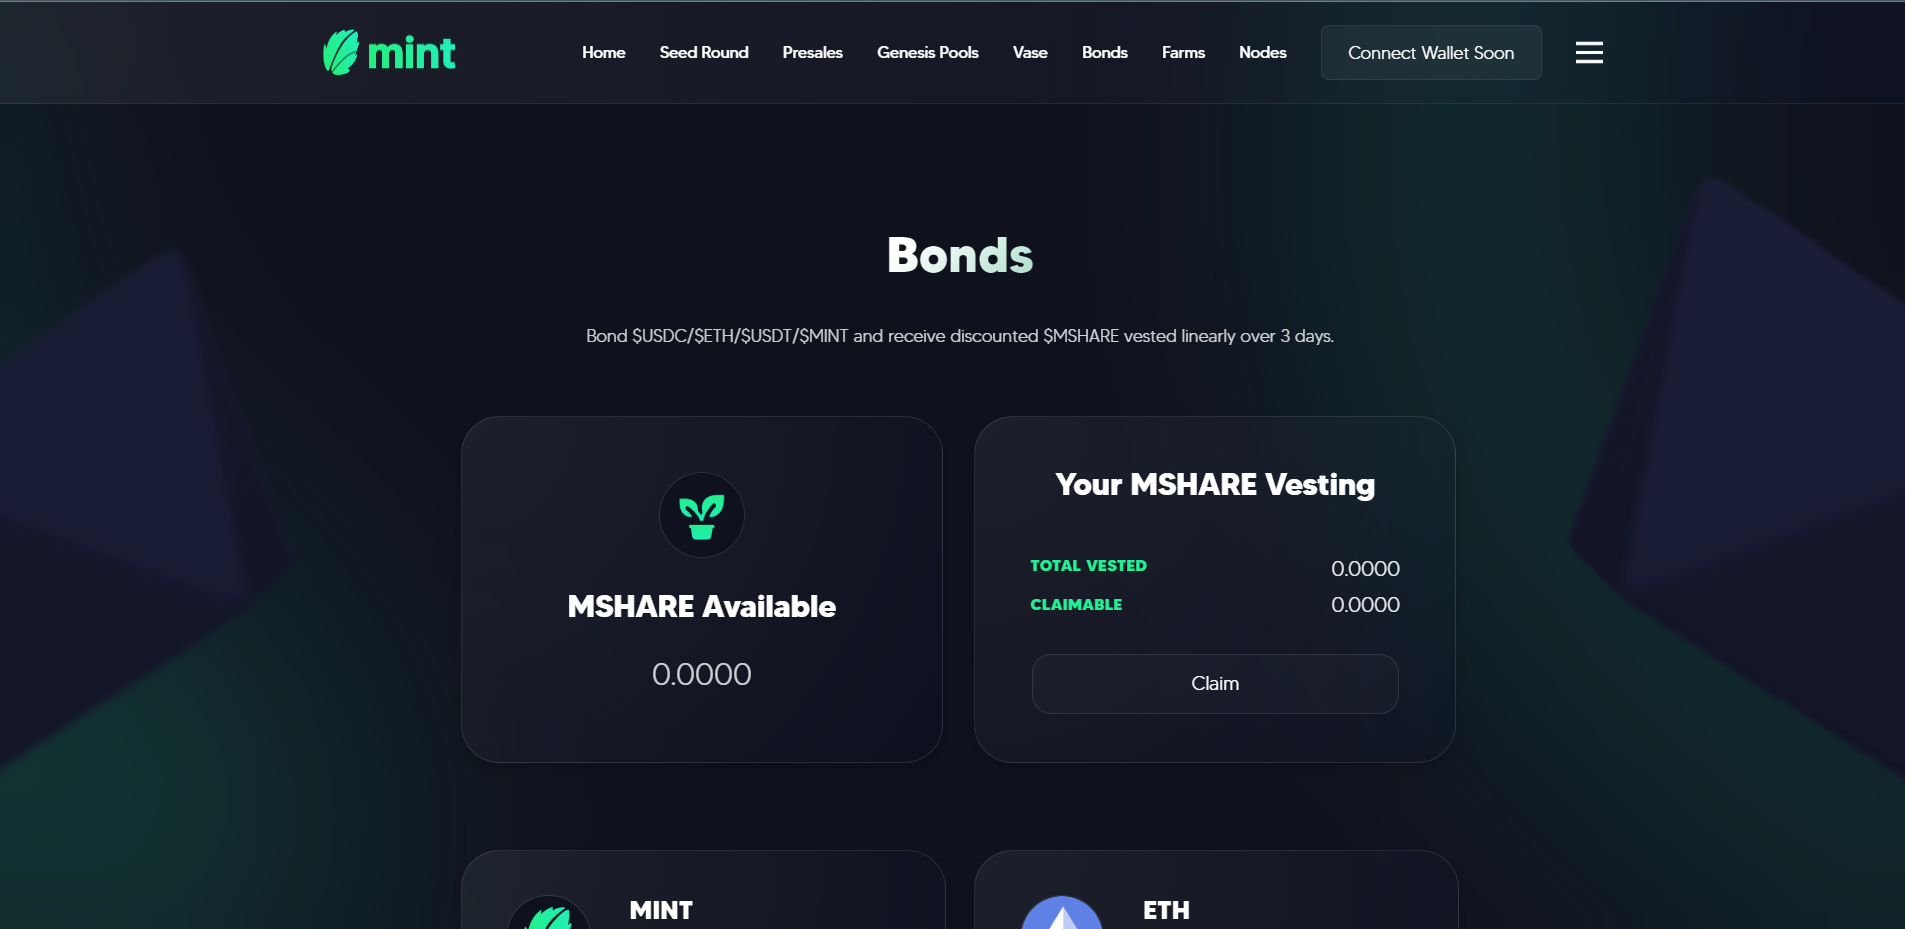 mint
Home Seed Round Presales Genesis Pools Vase Bonds Farms Nodes Connect Wallet Soon
Bonds
Bond $USDC/$ETH/$USDT/$MINT and receive discounted $MSHARE vested linearly over 3 days.
MSHARE Available
0.0000
Your MSHARE Vesting
TOTAL VESTED 0.0000
CLAIMABLE 0.0000
Claim
MINT
ETH